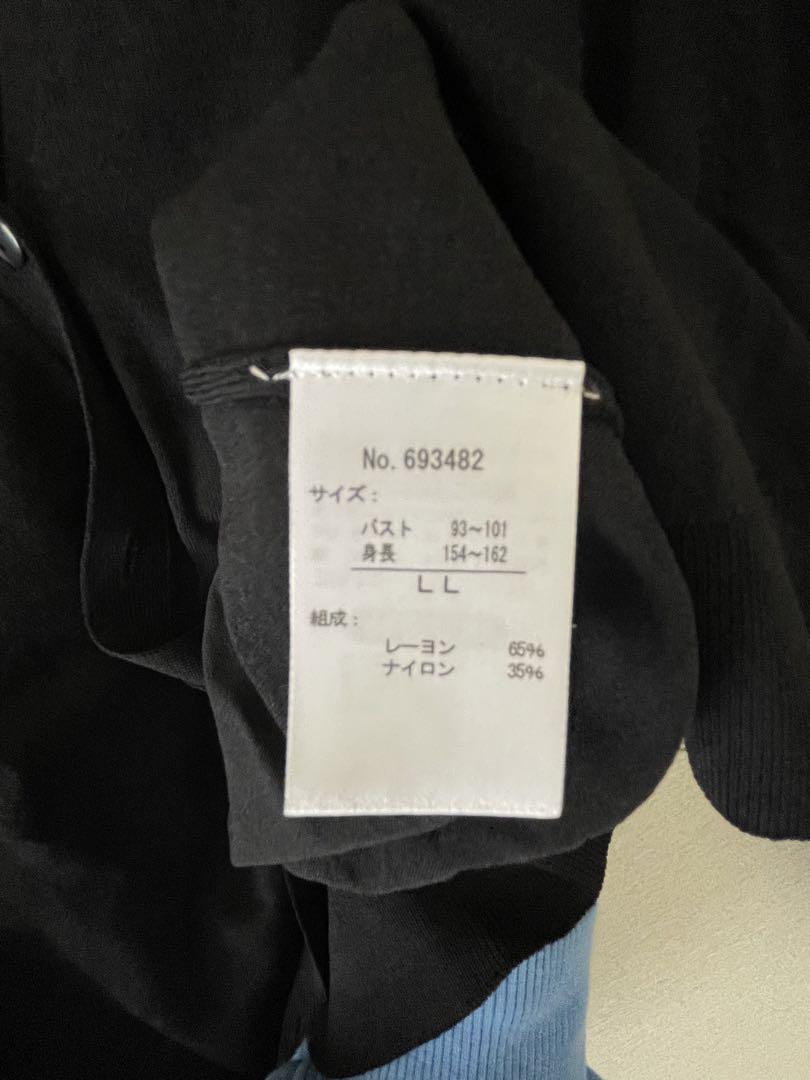 No. 693482
サイズ:
バスト 93～101
身長 154～162
LL
組成:
レーヨン 65%
ナイロン 35%